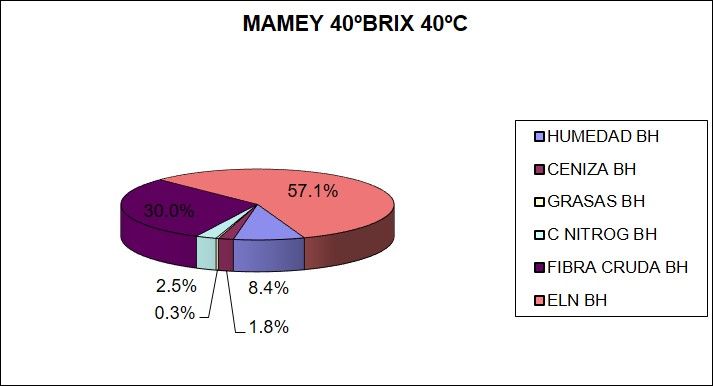 MAMEY 40ºBRIX 40ºC
57.1%
30.0%
2.5%
0.3%
8.4%
1.8%
HUMEDAD BH
CENIZA BH
GRASAS BH
C NITROG BH
FIBRA CRUDA BH
ELN BH